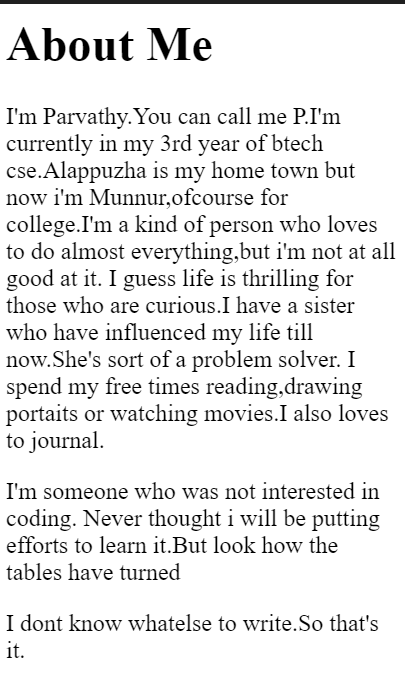 About Me
I'm Parvathy.You can call me P.I'm
currently in my 3rd year of btech
cse.Alappuzha is my home town but
now i'm Munnur,ofcourse for
college.I'm a kind of person who loves
to do almost everything,but i'm not at all
good at it. I guess life is thrilling for
those who are curious.I have a sister
who have influenced my life till
now.She's sort of a problem solver. I
spend my free times reading,drawing
portaits or watching movies.I also loves
to journal.
I'm someone who was not interested in
coding. Never thought i will be putting
efforts to learn it.But look how the
tables have turned
I dont know whatelse to write.So that's
it.